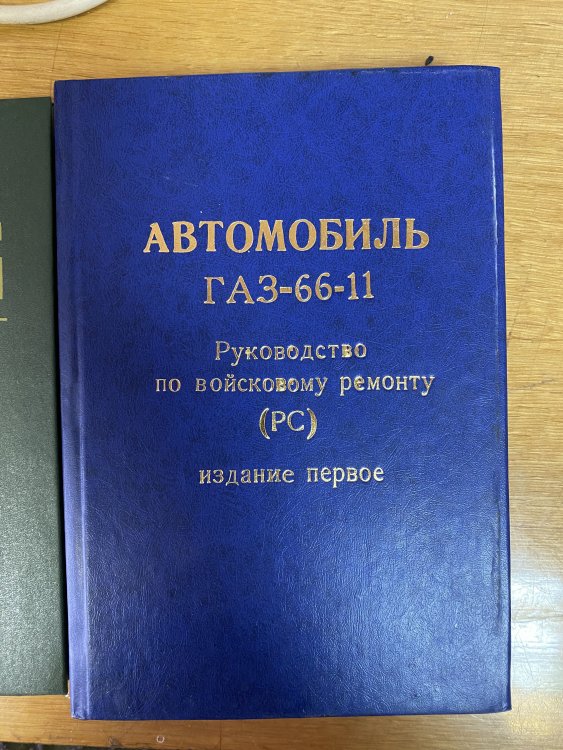 АВТОМОБИЛЬ
ГАЗ-66-11
Руководство
по войсковому ремонту
(РС)
издание первое